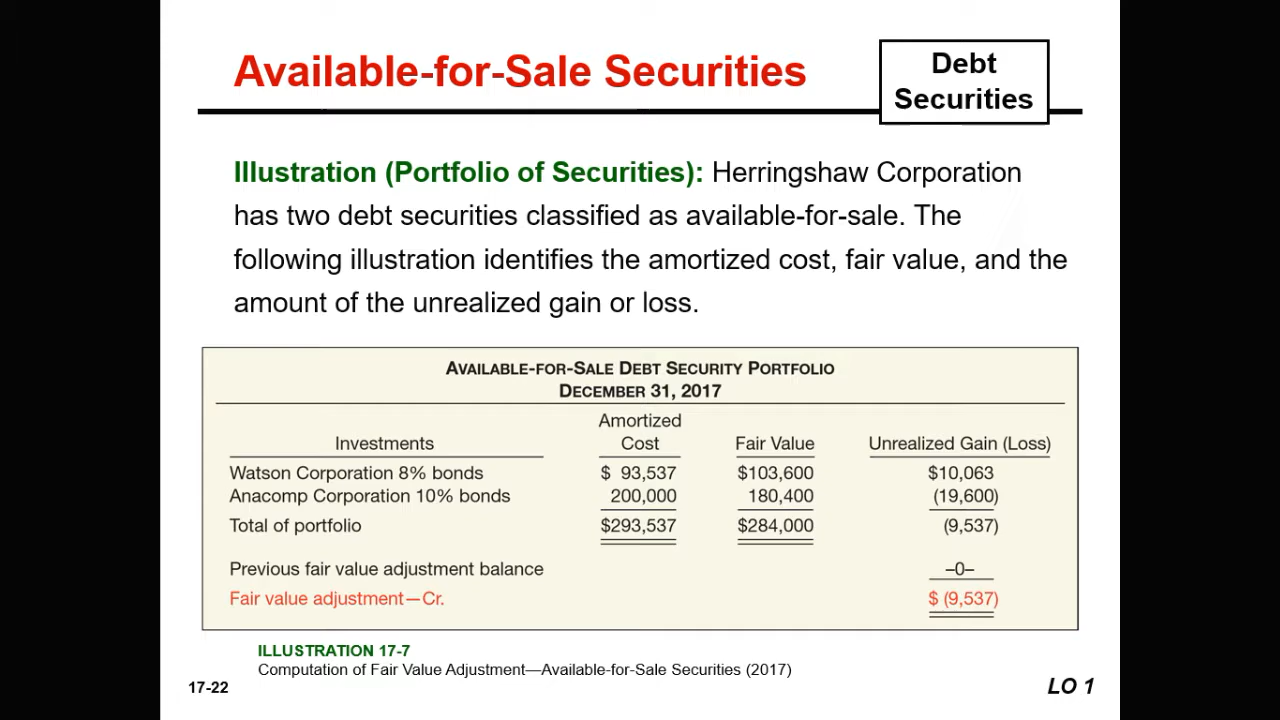 Available-for-Sale Securities
Debt
Securities
Illustration (Portfolio of Securities): Herringshaw Corporation
has two debt securities classified as available-for-sale. The
following illustration identifies the amortized cost, fair value, and the
amount of the unrealized gain or loss.
AVAILABLE-FOR-SALE DEBT SECURITY PORTFOLIO
DECEMBER 31, 2017
Amortized
Investments Cost Fair Value Unrealized Gain (Loss)
Watson Corporation 8% bonds $ 93,537 $103,600 $10,063
Anacomp Corporation 10% bonds 200,000 180,400 (19,600)
Total of portfolio $293,537 $284,000 (9,537)
Previous fair value adjustment balance –0–
Fair value adjustment—Cr. $ (9,537)
ILLUSTRATION 17-7
Computation of Fair Value Adjustment—Available-for-Sale Securities (2017)
17-22 LO 1